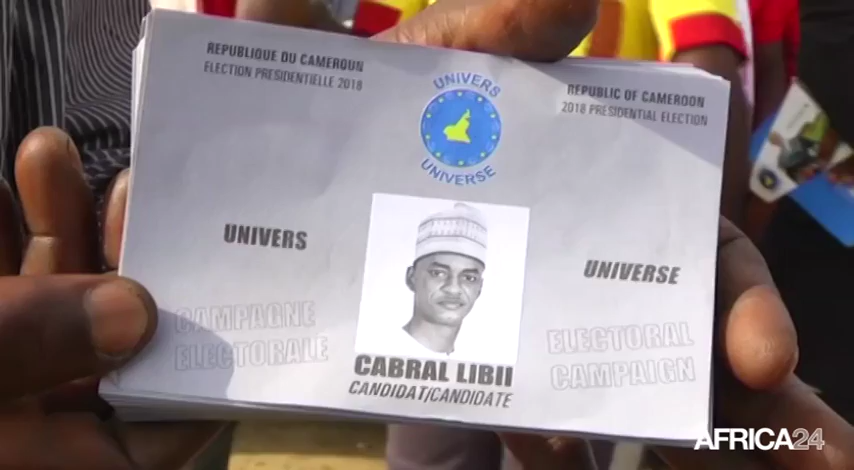 REPUBLIQUE DU CAMEROUN
ELECTION PRESIDENTIELLE 2018
UNIVERS
UNIVERSE
REPUBLIC OF CAMEROON
2018 PRESIDENTIAL ELECTION
UNIVERS
UNIVERSE
CAMPAGNE
ELECTORALE
ELECTORAL
CAMPAIGN
CABRAL LIBII
CANDIDAT/CANDIDATE
AFRICA24